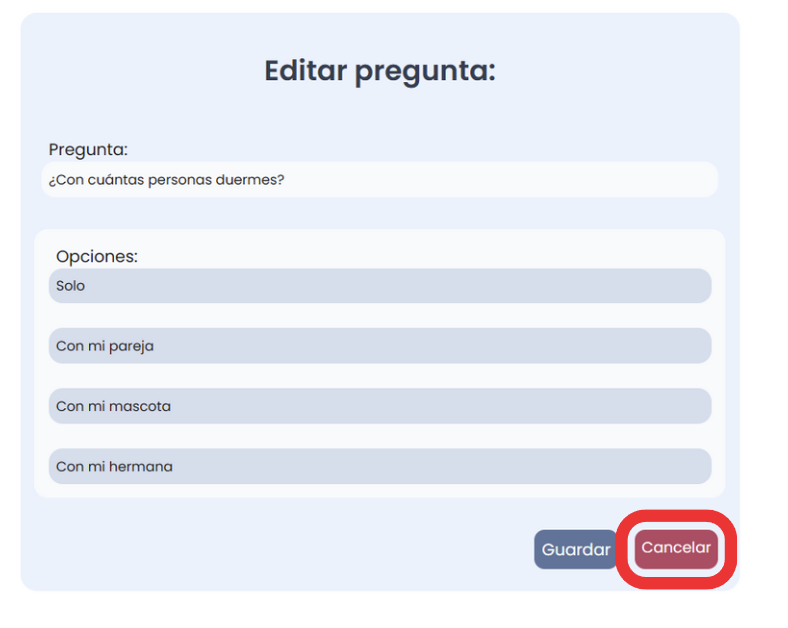 Editar pregunta:
Pregunta:
¿Con cuántas personas duermes?
Opciones:
Solo
Con mi pareja
Con mi mascota
Con mi hermana
Guardar
Cancelar